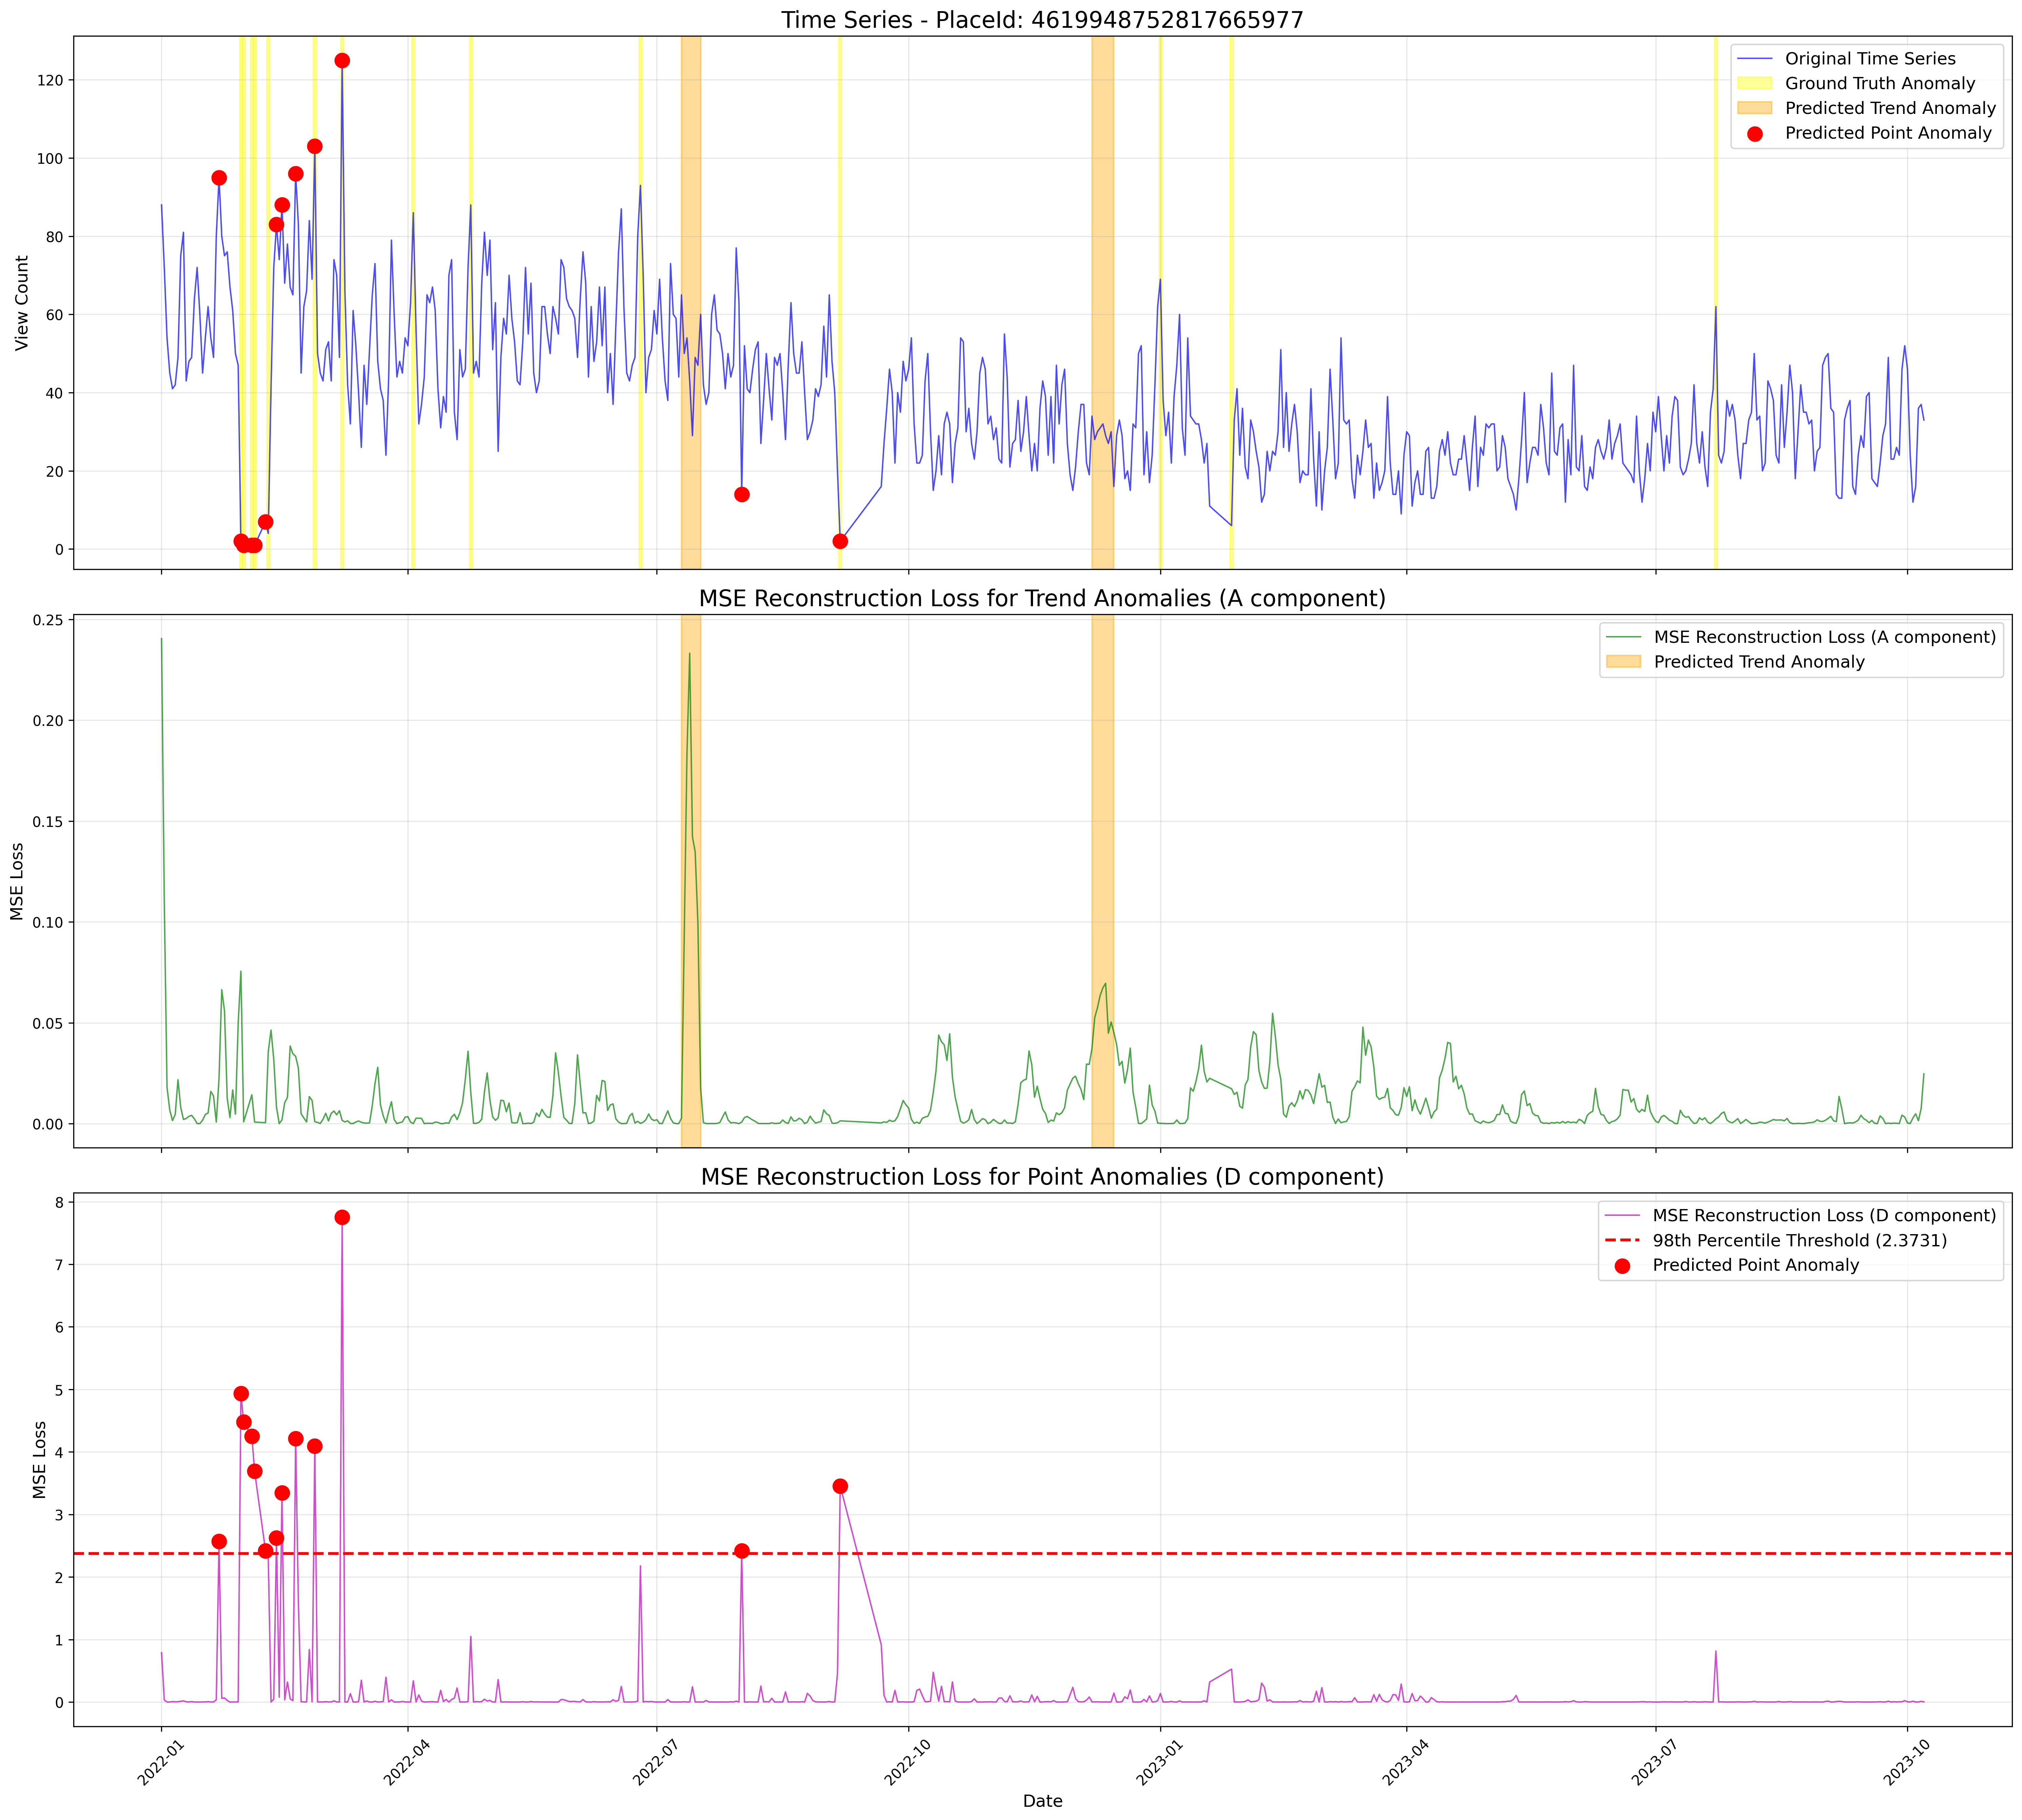 Time Series - PlaceId: 4619948752817665977
View Count
120
100
80
60
40
20
0
Original Time Series
Ground Truth Anomaly
Predicted Trend Anomaly
Predicted Point Anomaly
MSE Reconstruction Loss for Trend Anomalies (A component)
MSE Loss
0.25
0.20
0.15
0.10
0.05
0.00
MSE Reconstruction Loss (A component)
Predicted Trend Anomaly
MSE Reconstruction Loss for Point Anomalies (D component)
MSE Loss
8
7
6
5
4
3
2
1
0
MSE Reconstruction Loss (D component)
98th Percentile Threshold (2.3731)
Predicted Point Anomaly
2022-01
2022-04
2022-07
2022-10
2023-01
2023-04
2023-07
2023-10
Date